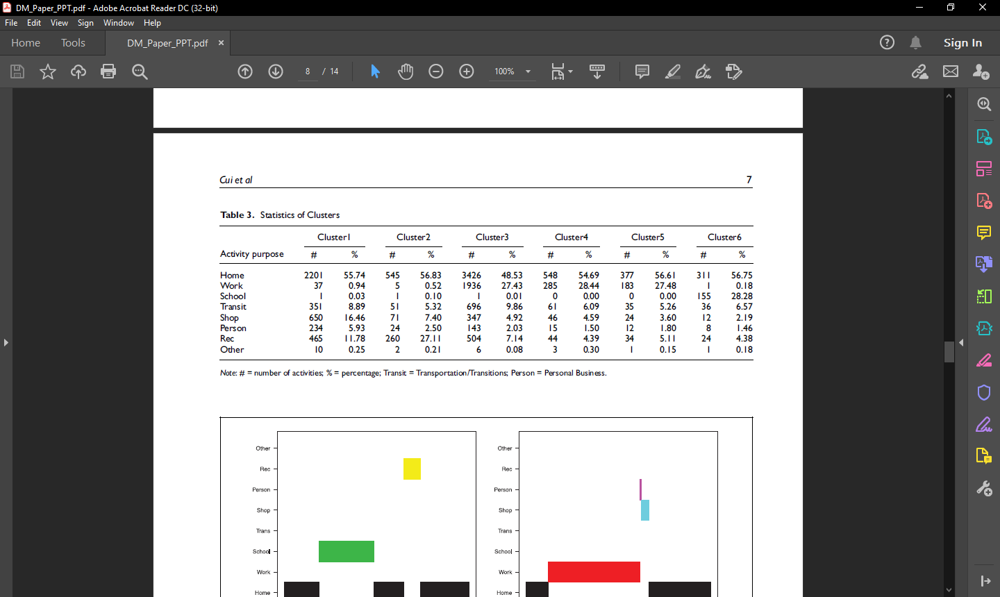 DM_Paper_PPT.pdf - Adobe Acrobat Reader DC (32-bit)
File Edit View Sign Window Help
Home Tools DM_Paper_PPT.pdf × Sign In
8 / 14 100%
Cui et al 7
Table 3. Statistics of Clusters
Cluster1 Cluster2 Cluster3 Cluster4 Cluster5 Cluster6
Activity purpose # % # % # % # % # % # %
Home 2201 55.74 545 56.83 3426 48.53 548 54.69 377 56.61 311 56.75
Work 37 0.94 5 0.52 1936 27.43 285 28.44 183 27.48 1 0.18
School 1 0.03 1 0.10 1 0.01 0 0.00 0 0.00 155 28.28
Transit 351 8.89 51 5.32 696 9.86 61 6.09 35 5.26 36 6.57
Shop 650 16.46 71 7.40 347 4.92 46 4.59 24 3.60 12 2.19
Person 234 5.93 24 2.50 143 2.03 15 1.50 12 1.80 8 1.46
Rec 465 11.78 260 27.11 504 7.14 44 4.39 34 5.11 24 4.38
Other 10 0.25 2 0.21 6 0.08 3 0.30 1 0.15 1 0.18
Note: # = number of activities; % = percentage; Transit = Transportation/Transitions; Person = Personal Business.
Other
Rec
Person
Shop
Trans
School
Work
Home
Other
Rec
Person
Shop
Trans
School
Work
Home